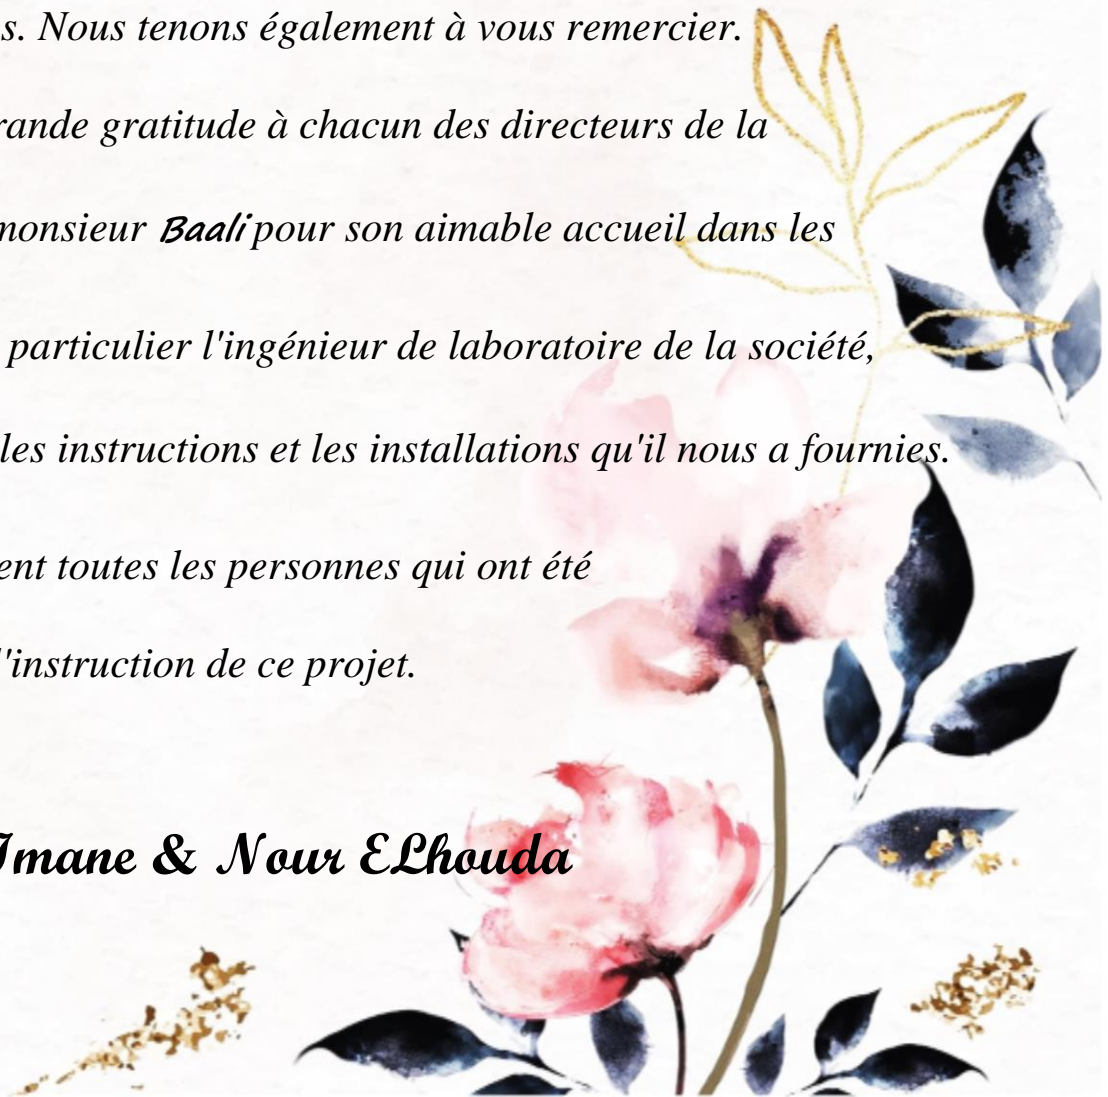 s. Nous tenons également à vous remercier.
rande gratitude à chacun des directeurs de la
monsieur Baali pour son aimable accueil dans les
particulier l'ingénieur de laboratoire de la société,
les instructions et les installations qu'il nous a fournies.
ent toutes les personnes qui ont été
l'instruction de ce projet.
Imane & Nour ELhouda